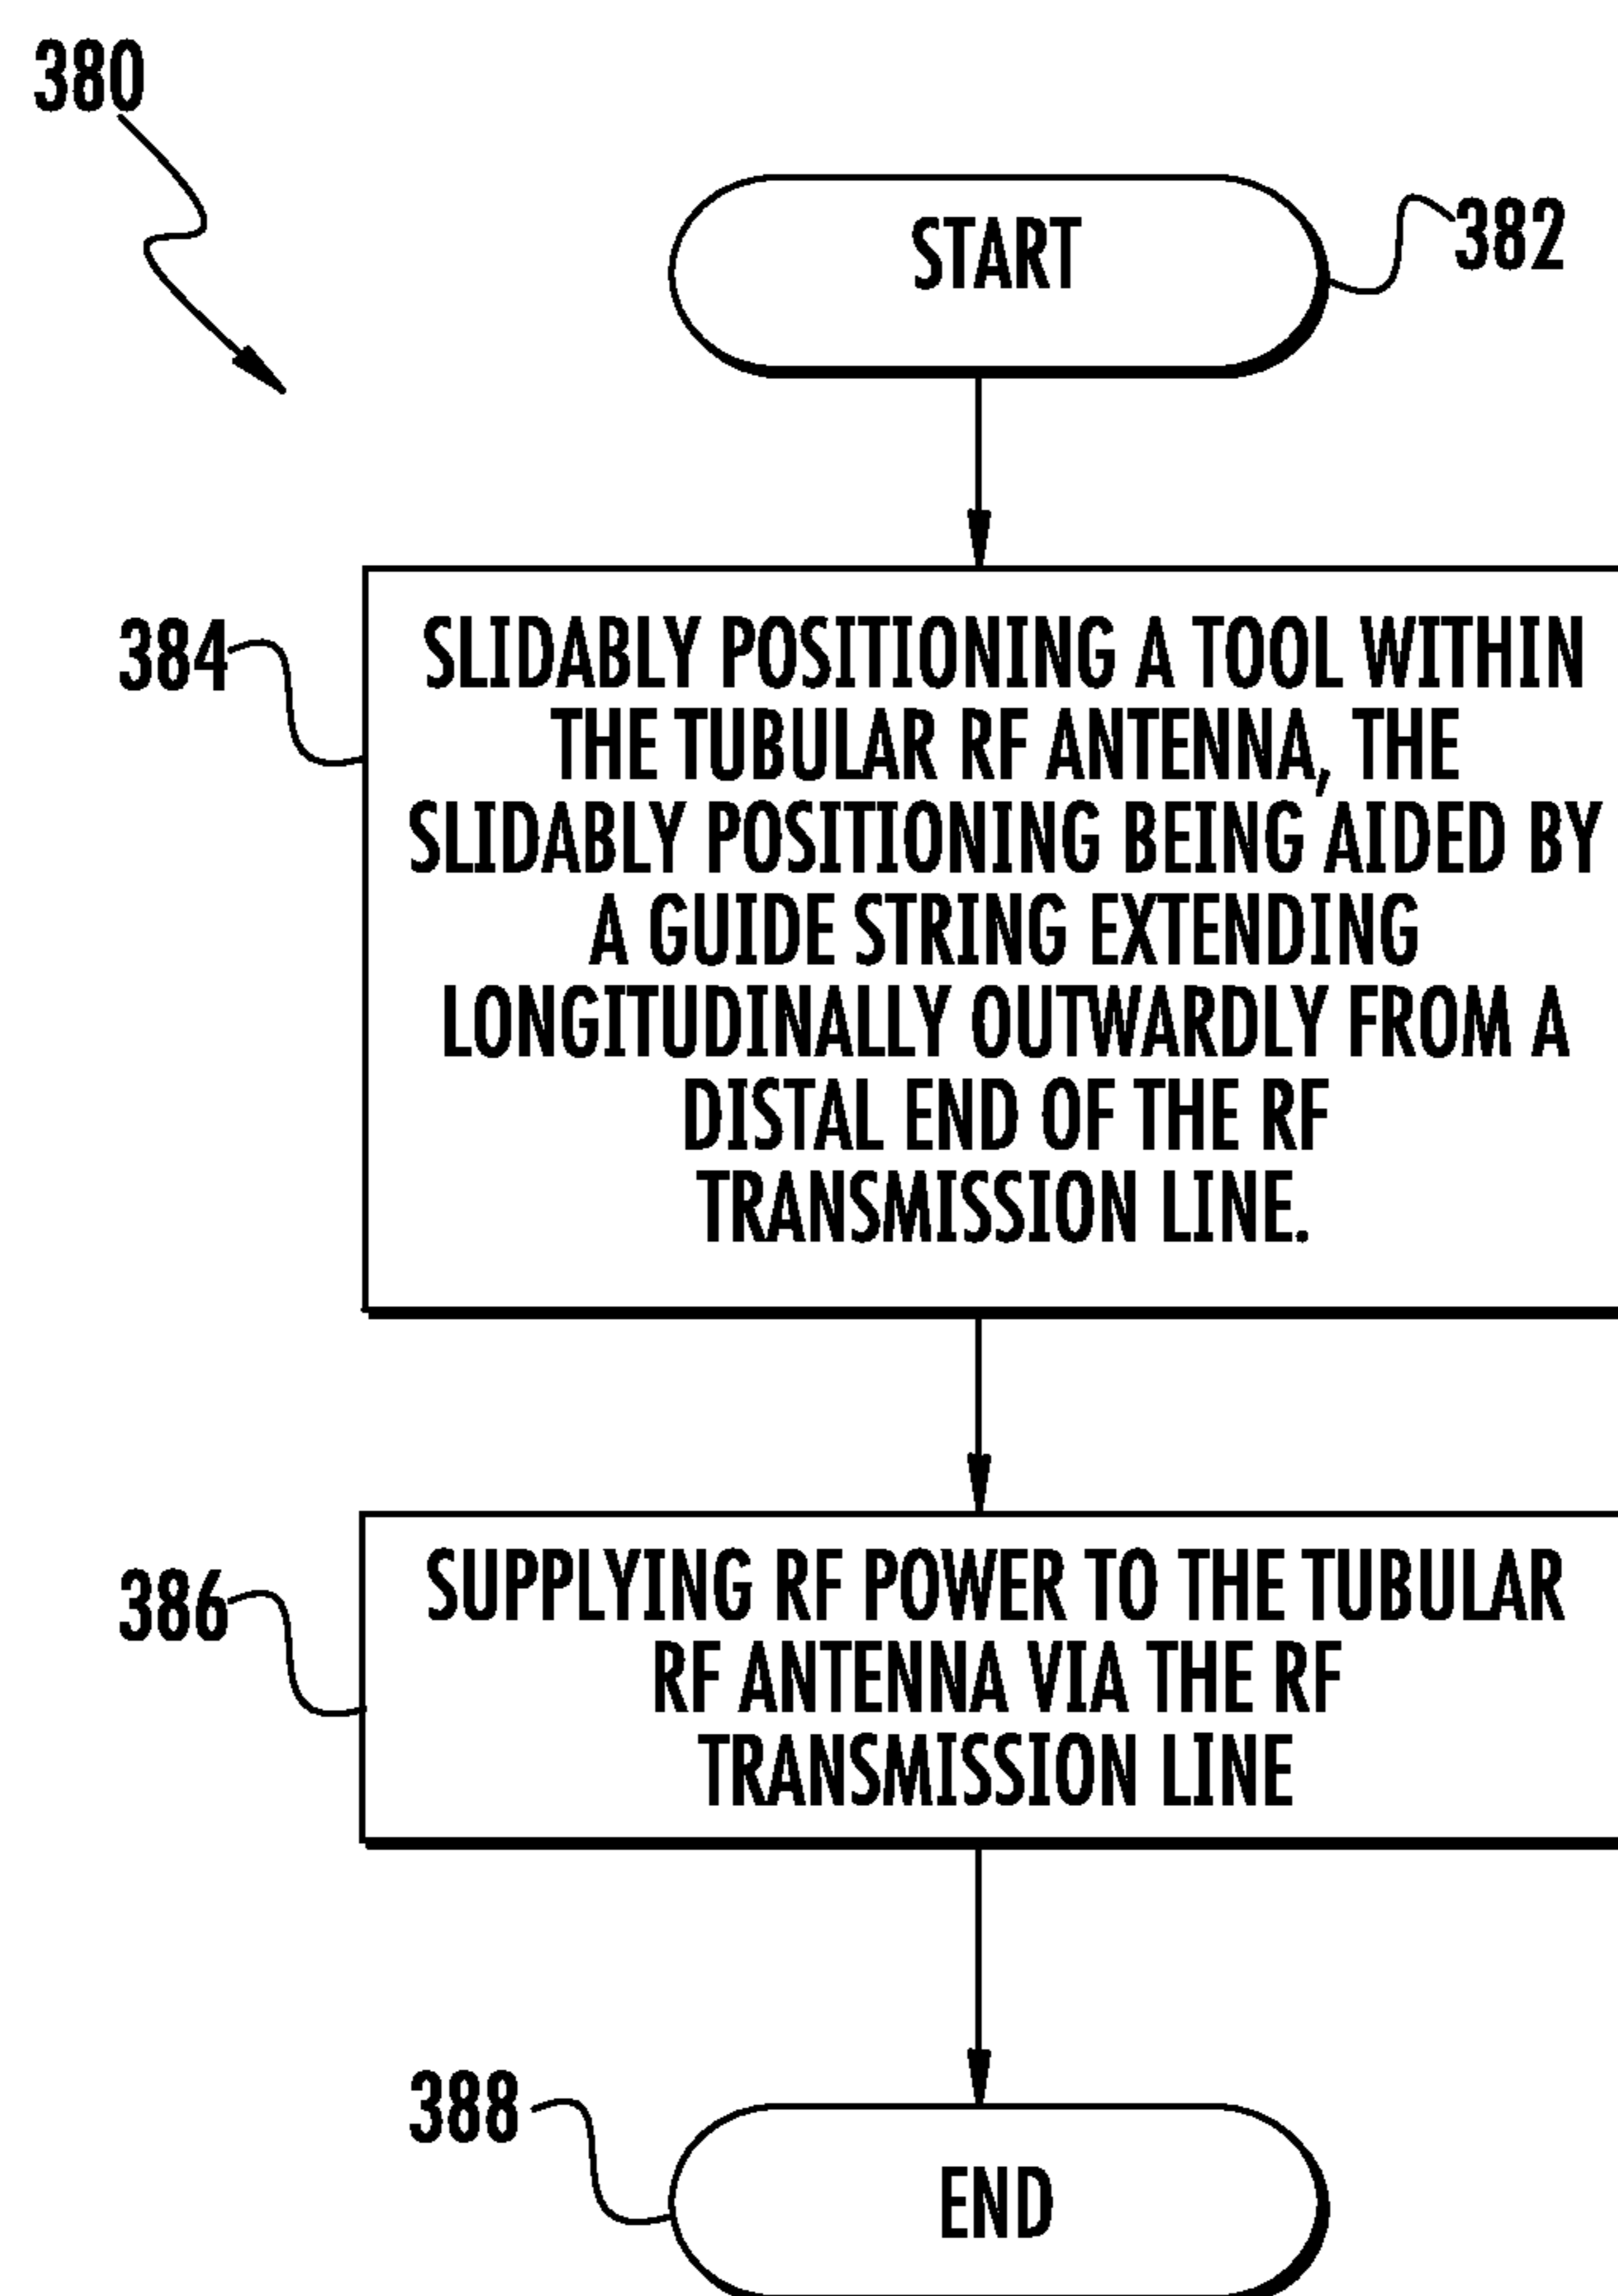 380
START
382
384
SLIDABLY POSITIONING A TOOL WITHIN
THE TUBULAR RF ANTENNA, THE
SLIDABLY POSITIONING BEING AIDED BY
A GUIDE STRING EXTENDING
LONGITUDINALLY OUTWARDLY FROM A
DISTAL END OF THE RF
TRANSMISSION LINE.
386
SUPPLYING RF POWER TO THE TUBULAR
RF ANTENNA VIA THE RF
TRANSMISSION LINE
388
END